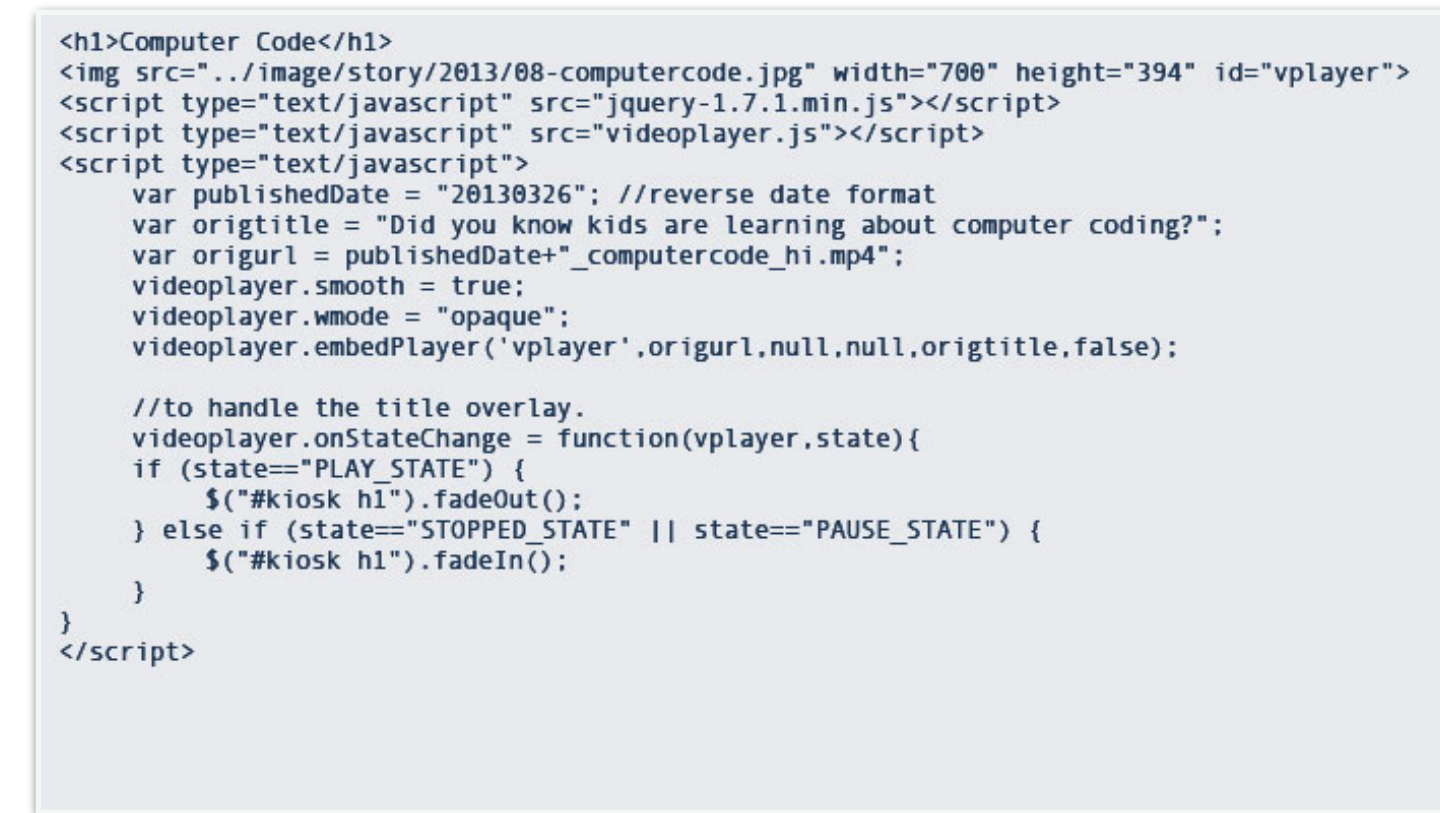 <h1>Computer Code</h1>
<img src="../image/story/2013/08-computercode.jpg" width="700" height="394" id="vplayer">
<script type="text/javascript" src="jquery-1.7.1.min.js"></script>
<script type="text/javascript" src="videoplayer.js"></script>
<script type="text/javascript">
     var publishedDate = "20130326"; //reverse date format
     var origtitle = "Did you know kids are learning about computer coding?";
     var origurl = publishedDate+"_computercode_hi.mp4";
     videoplayer.smooth = true;
     videoplayer.wmode = "opaque";
     videoplayer.embedPlayer('vplayer',origurl,null,null,origtitle,false);

     //to handle the title overlay.
     videoplayer.onStateChange = function(vplayer,state){
     if (state=="PLAY_STATE") {
          $("#kiosk h1").fadeOut();
     } else if (state=="STOPPED_STATE" || state=="PAUSE_STATE") {
          $("#kiosk h1").fadeIn();
     }
}
</script>